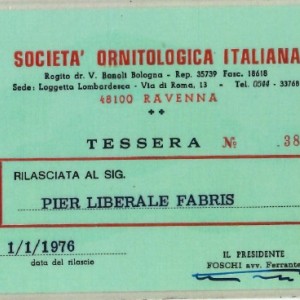 SOCIETA' ORNITOLOGICA ITALIANA
Rogito dr. V. Banoli Bologna - Rep. 35739 Fasc. 18618
Sede: Loggetta Lombardesca - Via di Roma, 13 - Tel. 0544 - 33768
48100 RAVENNA
TESSERA № 38
RILASCIATA AL SIG.
PIER LIBERALE FABRIS
1/1/1976
data del rilascio
IL PRESIDENTE
FOSCHI avv. Ferrante